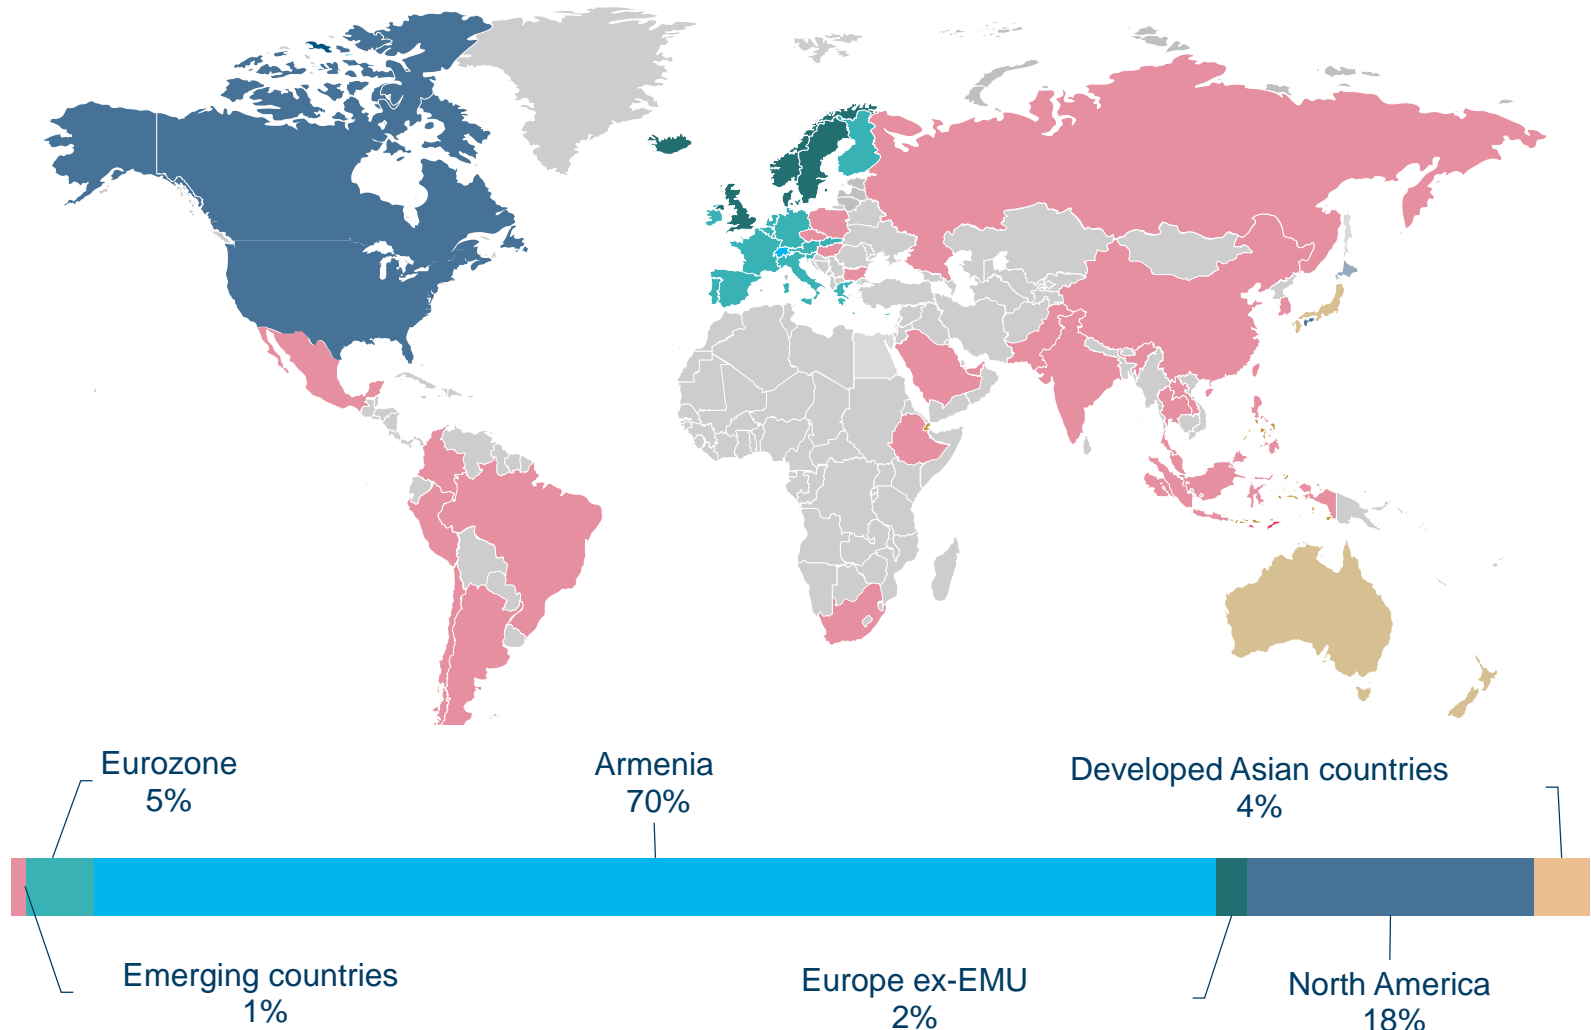 Eurozone
5%
Armenia
70%
Developed Asian countries
4%
Emerging countries
1%
Europe ex-EMU
2%
North America
18%